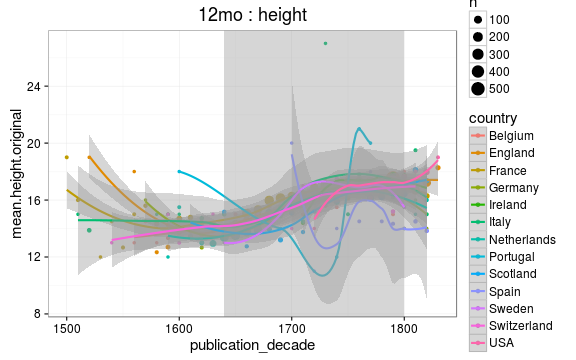 12mo : height
mean.height.original
24
20
16
12
8
1500
1600
1700
1800
publication_decade
n
100
200
300
400
500
country
Belgium
England
France
Germany
Ireland
Italy
Netherlands
Portugal
Scotland
Spain
Sweden
Switzerland
USA